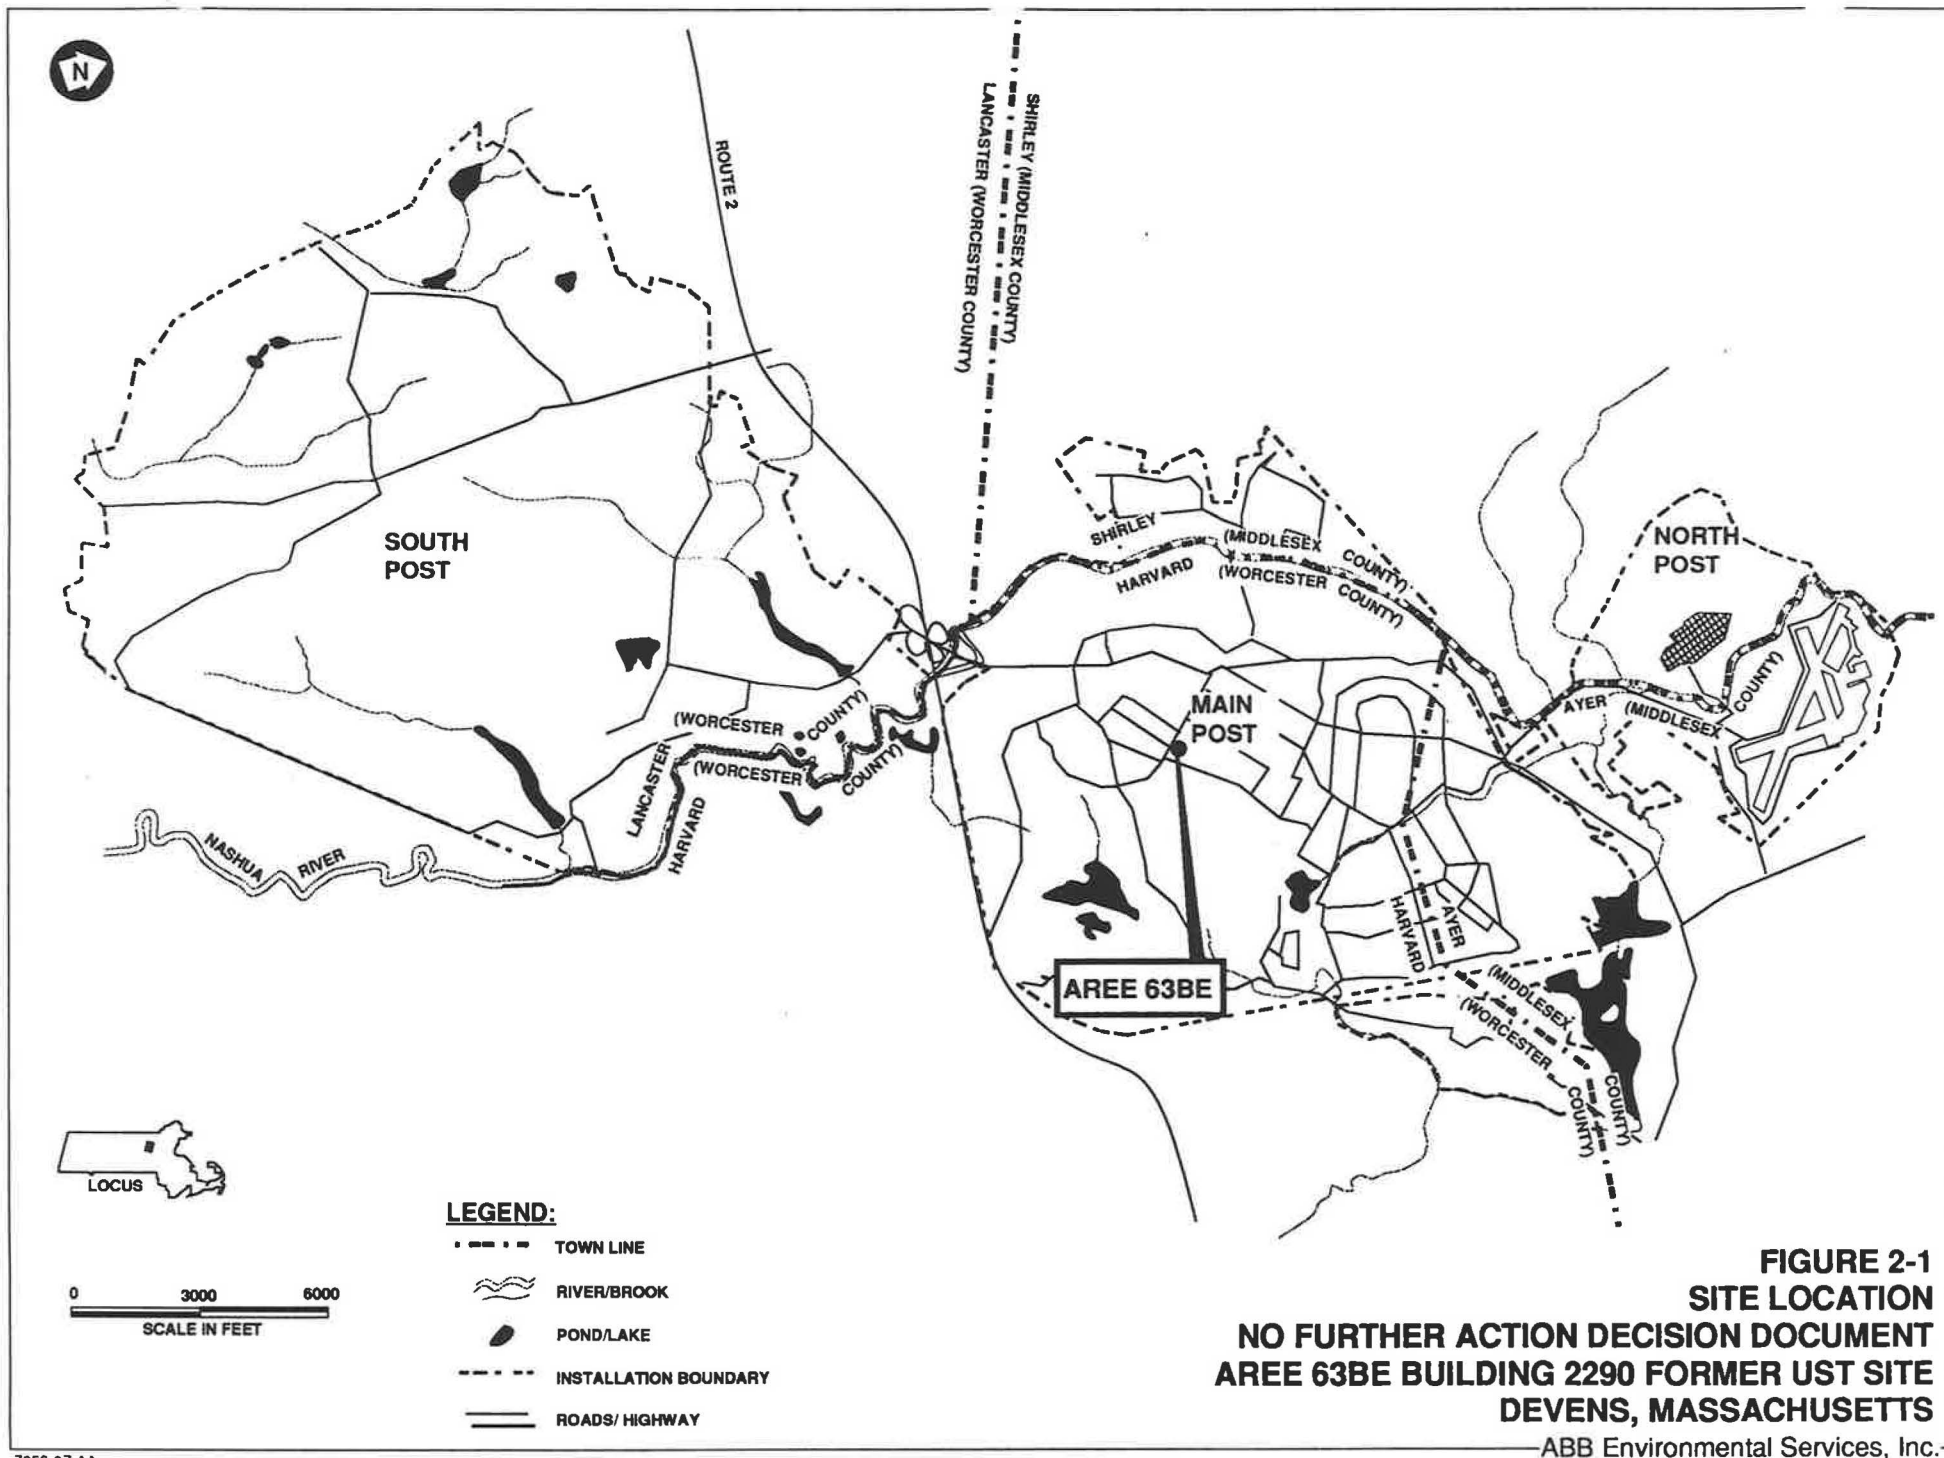 N
ROUTE 2
LANCASTER (WORCESTER COUNTY)
SHIRLEY (MIDDLESEX COUNTY)
SOUTH
POST
SHIRLEY (MIDDLESEX COUNTY)
HARVARD (WORCESTER COUNTY)
NORTH
POST
MAIN
POST
AYER (MIDDLESEX COUNTY)
LANCASTER (WORCESTER COUNTY)
HARVARD (WORCESTER COUNTY)
NASHUA RIVER
HARVARD
AYER
(MIDDLESEX COUNTY)
(WORCESTER COUNTY)
AREE 63BE
LOCUS
0 3000 6000
SCALE IN FEET
LEGEND:
TOWN LINE
RIVER/BROOK
POND/LAKE
INSTALLATION BOUNDARY
ROADS/ HIGHWAY
FIGURE 2-1
SITE LOCATION
NO FURTHER ACTION DECISION DOCUMENT
AREE 63BE BUILDING 2290 FORMER UST SITE
DEVENS, MASSACHUSETTS
ABB Environmental Services, Inc.